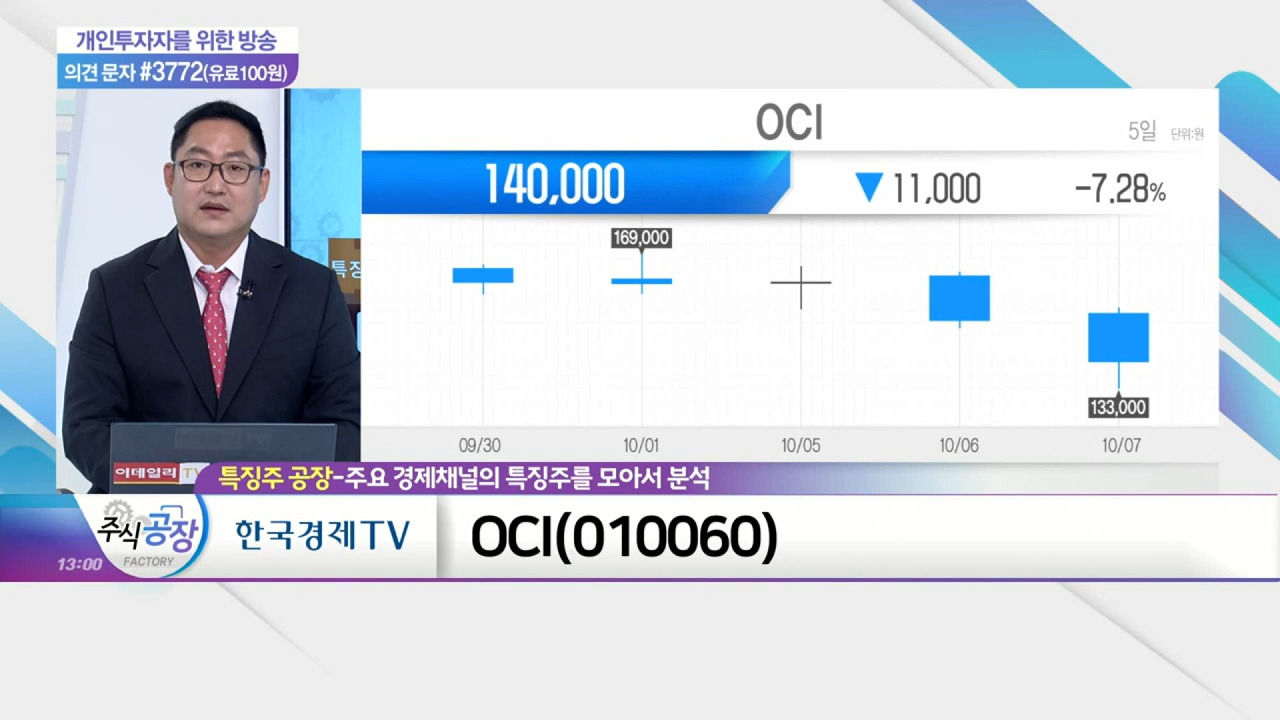 개인투자자를 위한 방송
의견 문자 #3772(유료100원)
OCI
5일 단위:원
140,000 ▼ 11,000 -7.28%
169,000
특징
133,000
09/30 10/01 10/05 10/06 10/07
이데일리 TV
특징주 공장-주요 경제채널의 특징주를 모아서 분석
주식공장
FACTORY
13:00
한국경제TV
OCI(010060)